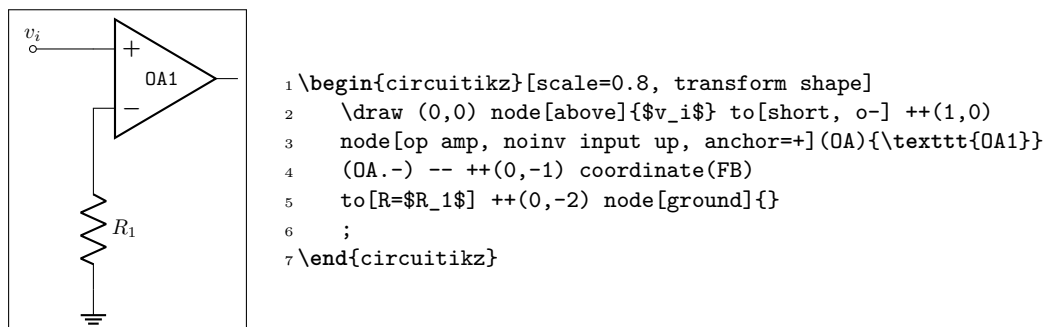 v_i
+
OA1
−
R_1
1 \begin{circuitikz}[scale=0.8, transform shape]
2     \draw (0,0) node[above]{$v_i$} to[short, o-] ++(1,0)
3     node[op amp, noinv input up, anchor=+](OA){\texttt{OA1}}
4     (OA.-) -- ++(0,-1) coordinate(FB)
5     to[R=$R_1$] ++(0,-2) node[ground]{}
6     ;
7 \end{circuitikz}